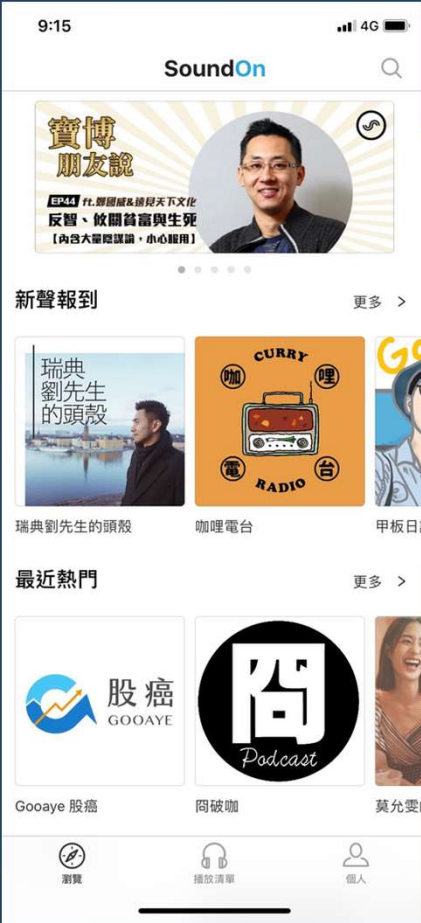 9:15
4G
SoundOn
寶博
朋友說
EP44 ft.鄭國威&遠見天下文化
反智、攸關貧富與生死
【內含大量陰謀論，小心服用】
新聲報到
更多 >
瑞典
劉先生
的頭殼
CURRY
咖哩
電台
RADIO
瑞典劉先生的頭殼
咖哩電台
甲板日
最近熱門
更多 >
股癌
GOOAYE
冏
Podcast
Gooaye 股癌
冏破咖
莫允雯
瀏覽
播放清單
個人